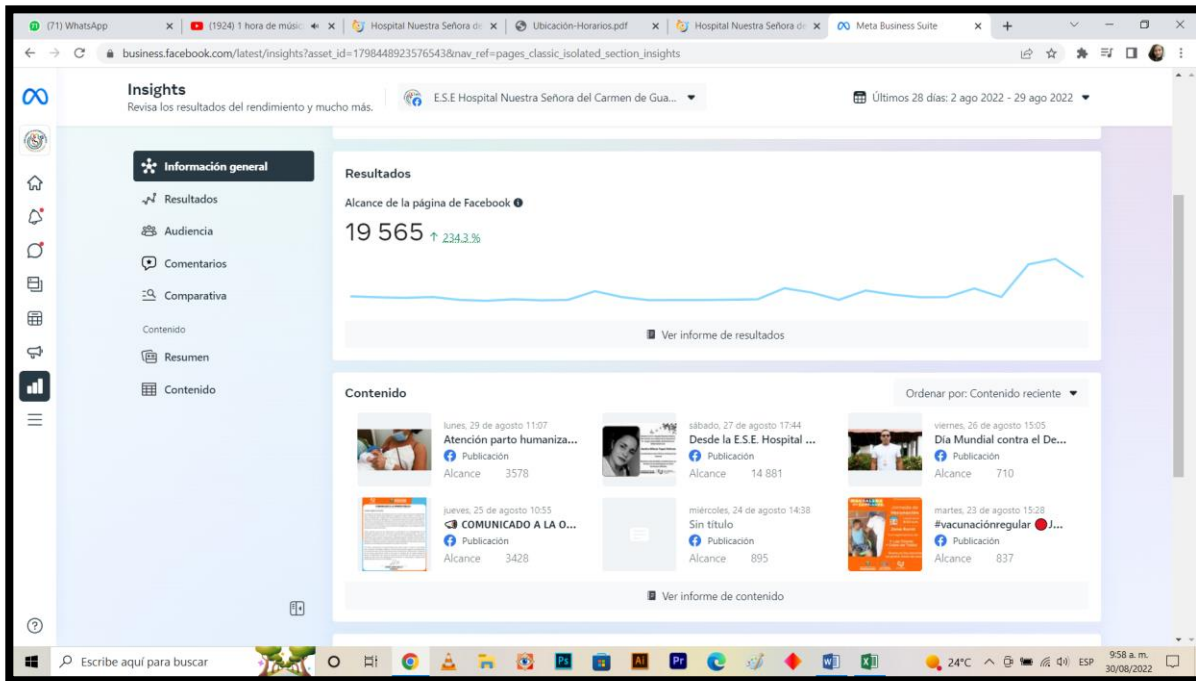 (71) WhatsApp
(1924) 1 hora de músic
Hospital Nuestra Señora de
Ubicación-Horarios.pdf
Hospital Nuestra Señora de
Meta Business Suite
business.facebook.com/latest/insights?asset_id=1798448923576543&nav_ref=pages_classic_isolated_section_insights
Insights
Revisa los resultados del rendimiento y mucho más.
E.S.E Hospital Nuestra Señora del Carmen de Gua...
Últimos 28 días: 2 ago 2022 - 29 ago 2022
Información general
Resultados
Audiencia
Comentarios
Comparativa
Contenido
Resumen
Contenido
Resultados
Alcance de la página de Facebook
19 565 ↑ 234.3 %
Ver informe de resultados
Contenido
Ordenar por: Contenido reciente
lunes, 29 de agosto 11:07
Atención parto humaniza...
Publicación
Alcance 3578
sábado, 27 de agosto 17:44
Desde la E.S.E. Hospital ...
Publicación
Alcance 14 881
viernes, 26 de agosto 15:05
Día Mundial contra el De...
Publicación
Alcance 710
jueves, 25 de agosto 10:55
COMUNICADO A LA O...
Publicación
Alcance 3428
miércoles, 24 de agosto 14:38
Sin título
Publicación
Alcance 895
martes, 23 de agosto 15:28
#vacunaciónregular 🔴J...
Publicación
Alcance 837
Ver informe de contenido
Escribe aquí para buscar
Ps
Ai
Pr
24°C
ESP
9:58 a. m.
30/08/2022